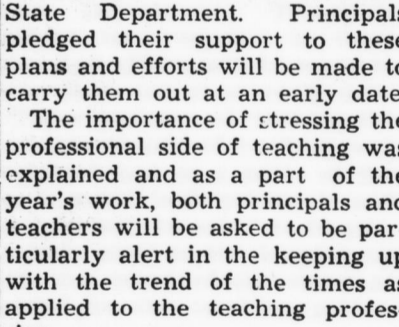 State Department. Principals
pledged their support to these
plans and efforts will be made to
carry them out at an early date
The importance of stressing the
professional side of teaching was
explained and as a part of the
year's work, both principals and
teachers will be asked to be par
ticularly alert in the keeping up
with the trend of the times as
applied to the teaching profes